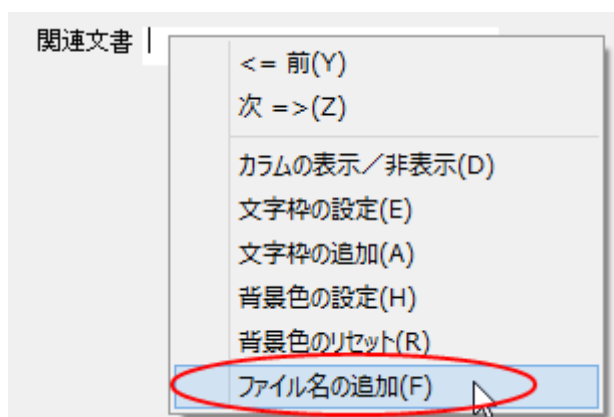 関連文書
<= 前(Y)
次 =>(Z)
カラムの表示／非表示(D)
文字枠の設定(E)
文字枠の追加(A)
背景色の設定(H)
背景色のリセット(R)
ファイル名の追加(F)